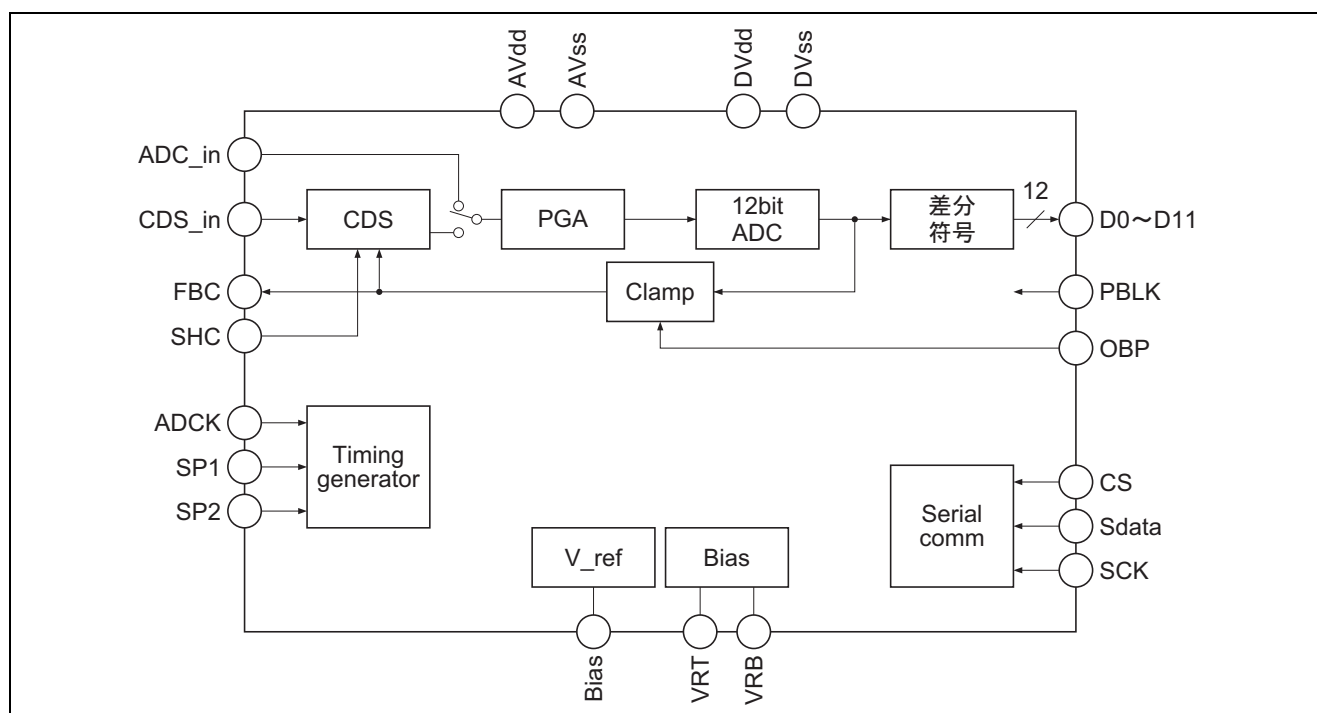 AVdd
AVss
DVdd
DVss
ADC_in
CDS_in
CDS
PGA
12bit
ADC
差分
符号
12
D0～D11
FBC
Clamp
PBLK
SHC
OBP
ADCK
SP1
SP2
Timing
generator
CS
Sdata
SCK
Serial
comm
V_ref
Bias
Bias
VRT
VRB